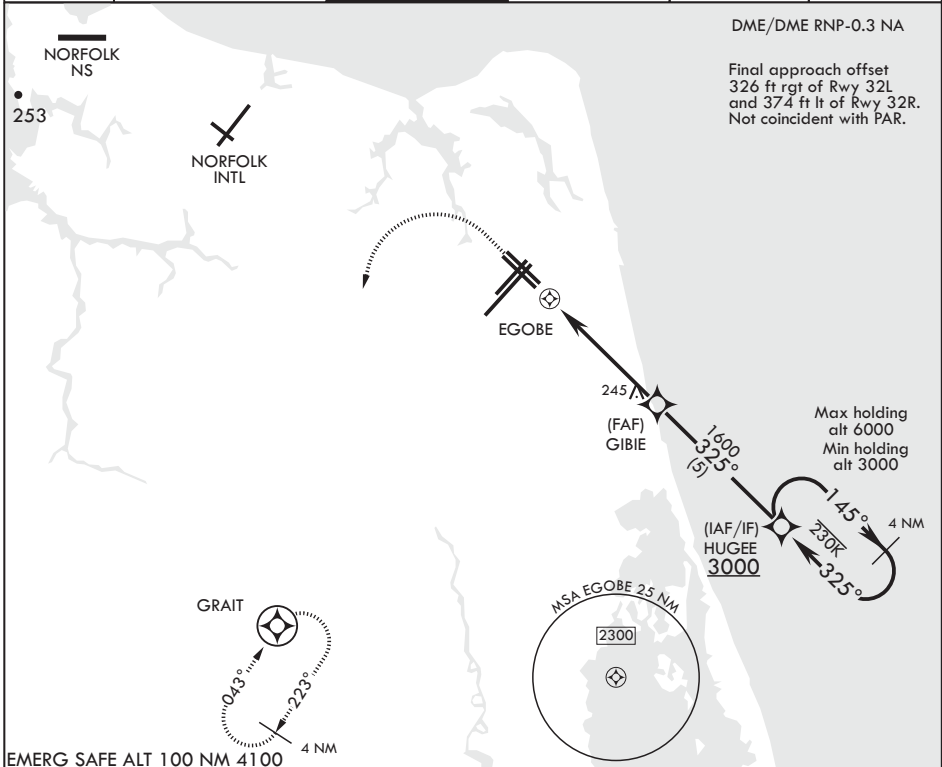 DME/DME RNP-0.3 NA
Final approach offset
326 ft rgt of Rwy 32L
and 374 ft lt of Rwy 32R.
Not coincident with PAR.
NORFOLK
NS
253
NORFOLK
INTL
EGOBE
245
(FAF)
GIBIE
1600
325°
(5)
Max holding
alt 6000
Min holding
alt 3000
145°
4 NM
230K
325°
(IAF/IF)
HUGEE
3000
GRAIT
043°
223°
4 NM
MSA EGOBE 25 NM
2300
EMERG SAFE ALT 100 NM 4100